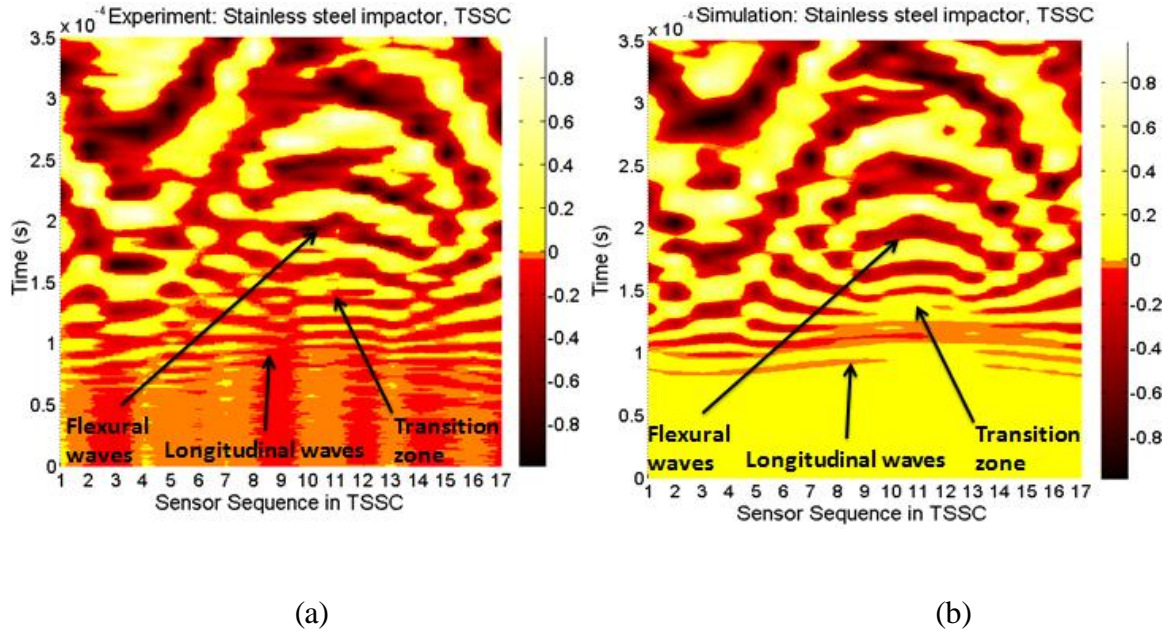 x 10
-4
Experiment: Stainless steel impactor, TSSC
3.5
3
2.5
2
1.5
1
0.5
0
Time (s)
0.8
0.6
0.4
0.2
0
-0.2
-0.4
-0.6
-0.8
Flexural waves
Longitudinal waves
Transition zone
1 2 3 4 5 6 7 8 9 10 11 12 13 14 15 16 17
Sensor Sequence in TSSC
(a)
x 10
-4
Simulation: Stainless steel impactor, TSSC
3.5
3
2.5
2
1.5
1
0.5
0
Time (s)
0.8
0.6
0.4
0.2
0
-0.2
-0.4
-0.6
-0.8
Flexural waves
Longitudinal waves
Transition zone
1 2 3 4 5 6 7 8 9 10 11 12 13 14 15 16 17
Sensor Sequence in TSSC
(b)